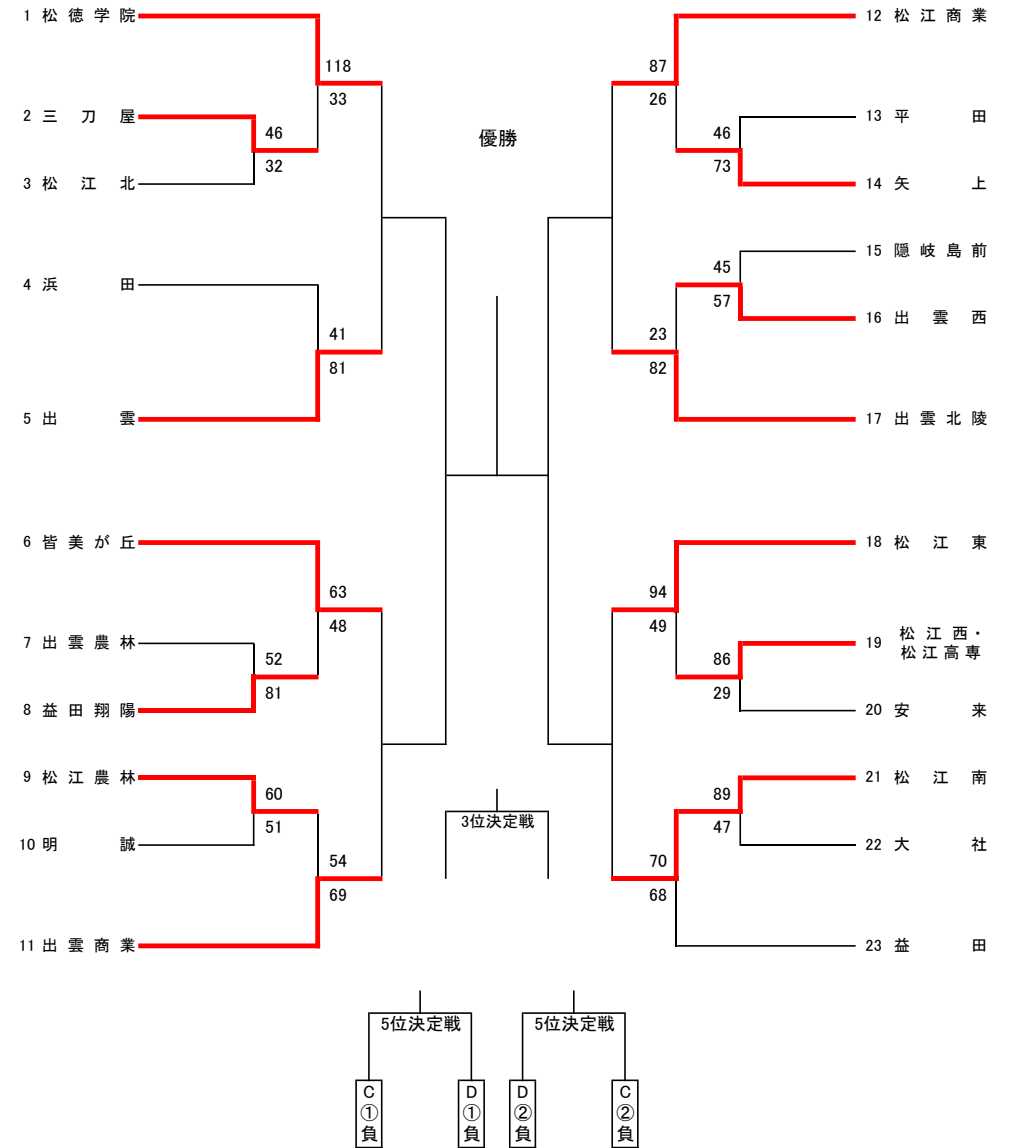 1 松徳学院
118
33
2 三刀屋
46
32
3 松江北
4 浜田
41
81
5 出雲
6 皆美が丘
63
48
7 出雲農林
52
81
8 益田翔陽
9 松江農林
60
51
10 明誠
54
69
11 出雲商業
優勝
3位決定戦
12 松江商業
87
26
13 平田
46
73
14 矢上
15 隠岐島前
45
57
16 出雲西
23
82
17 出雲北陵
18 松江東
94
49
19 松江西・
松江高専
86
29
20 安来
21 松江南
89
47
22 大社
70
68
23 益田
5位決定戦
5位決定戦
C①負
D①負
D②負
C②負